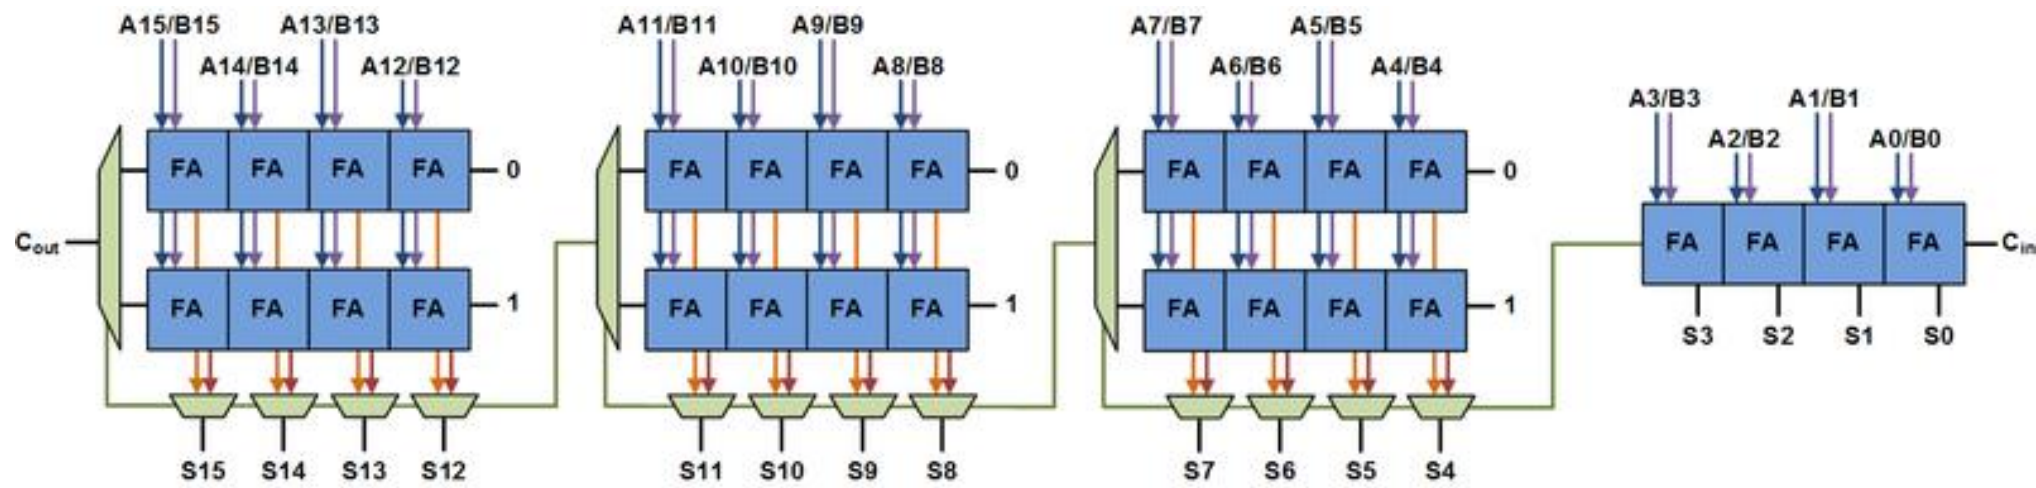 A15/B15 A13/B13 A11/B11 A9/B9 A7/B7 A5/B5
A14/B14 A12/B12 A10/B10 A8/B8 A6/B6 A4/B4
A3/B3 A1/B1
A2/B2 A0/B0
FA FA FA FA 0 FA FA FA FA 0 FA FA FA FA 0
Cout FA FA FA FA Cin
FA FA FA FA 1 FA FA FA FA 1 FA FA FA FA 1
S3 S2 S1 S0
S15 S14 S13 S12 S11 S10 S9 S8 S7 S6 S5 S4